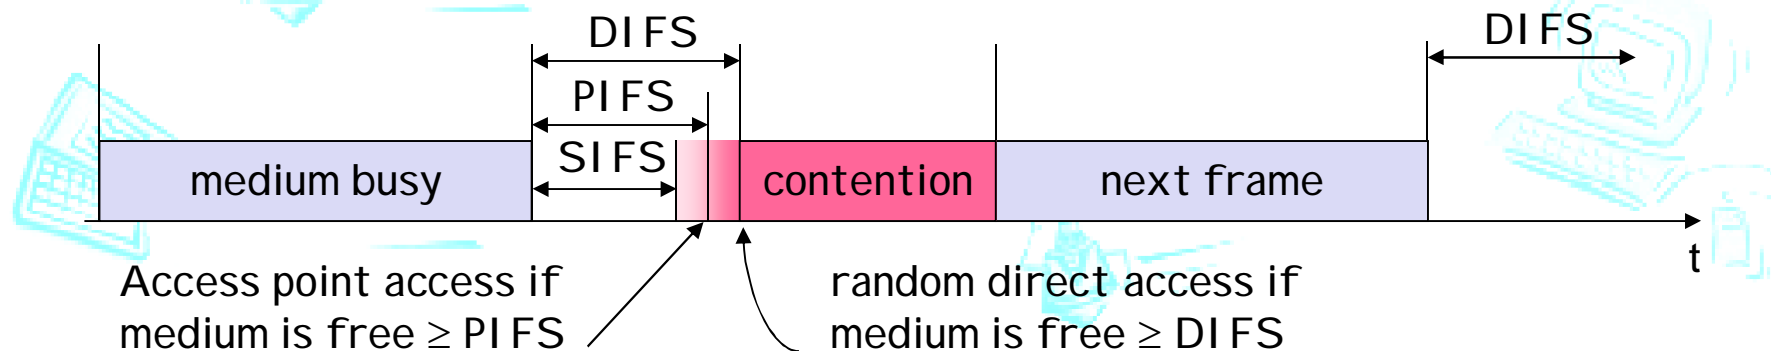 DIFS
DIFS
PIFS
SIFS
medium busy
contention
next frame
t
Access point access if
medium is free ≥ PIFS
random direct access if
medium is free ≥ DIFS